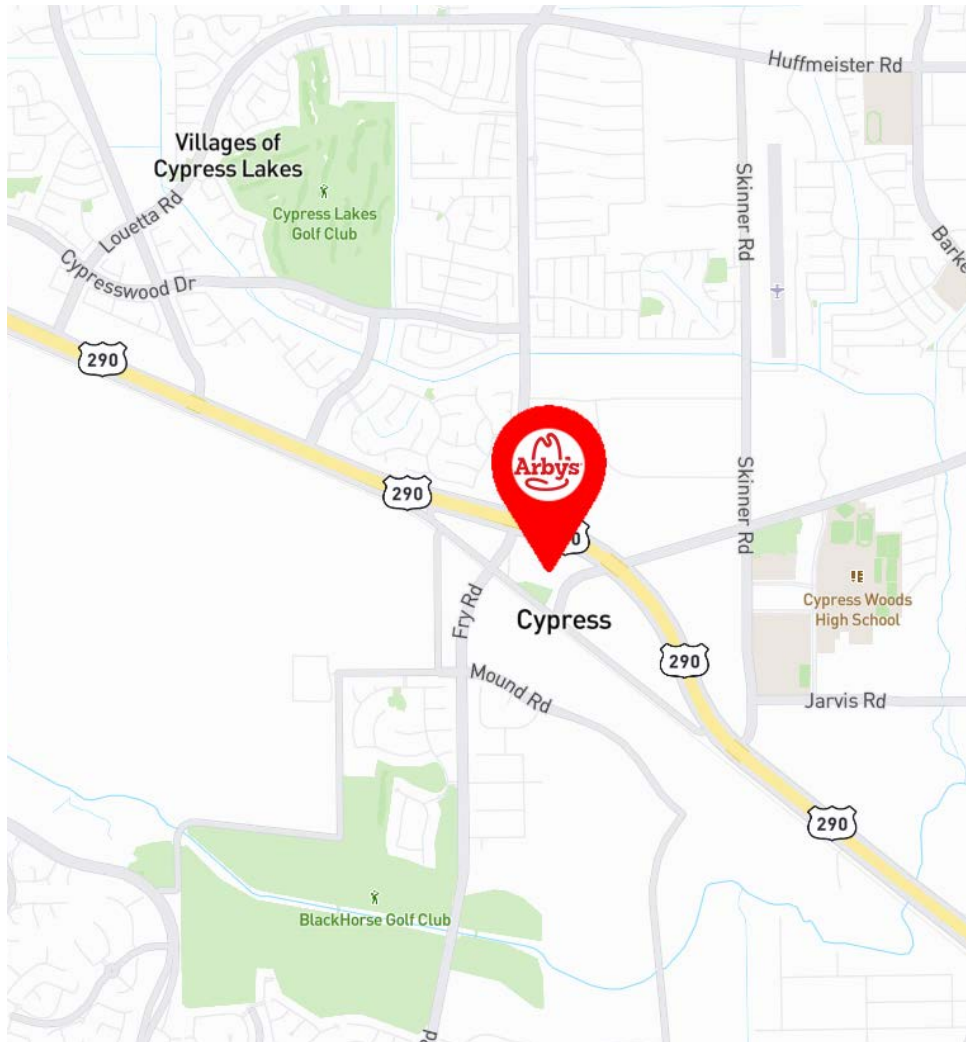 Huffmeister Rd
Villages of
Cypress Lakes
Cypress Lakes
Golf Club
Skinner Rd
Louetta Rd
Barke
Cypresswood Dr
290
Arby's
290
Skinner Rd
Cypress Woods
High School
Fry Rd
Cypress
290
Mound Rd
Jarvis Rd
290
BlackHorse Golf Club